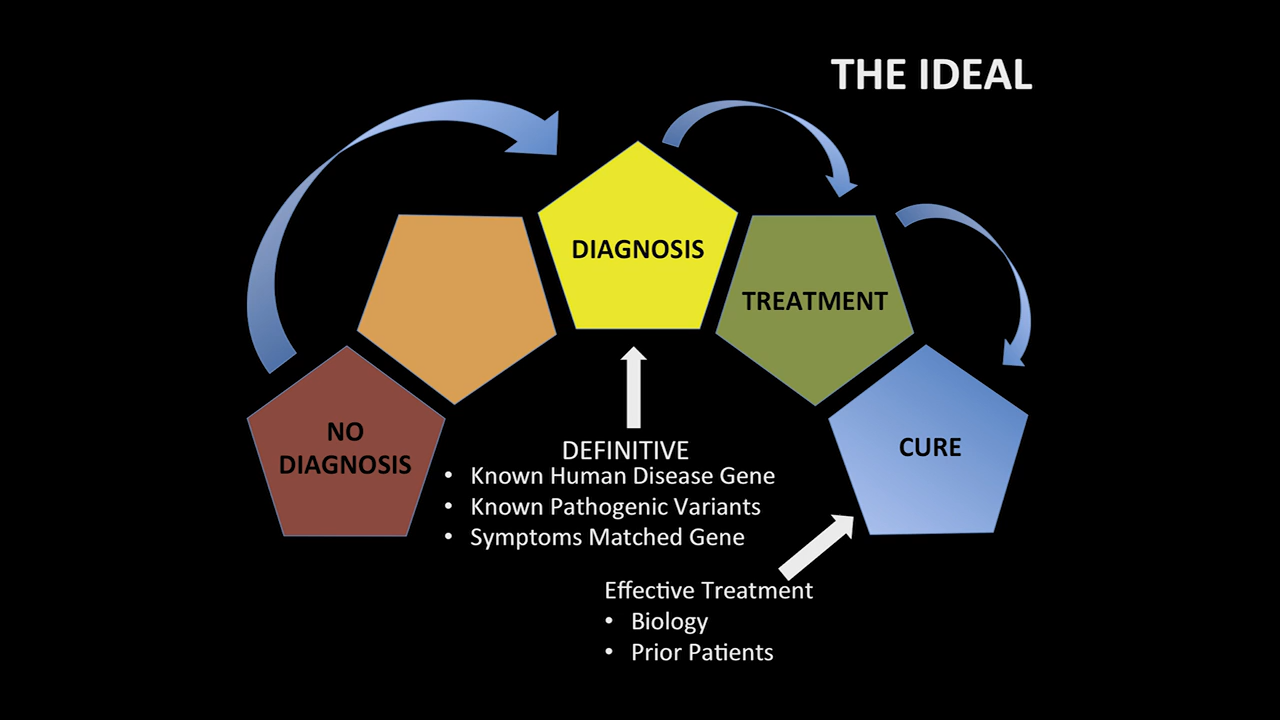 THE IDEAL
DIAGNOSIS
TREATMENT
NO
DIAGNOSIS
CURE
DEFINITIVE
• Known Human Disease Gene
• Known Pathogenic Variants
• Symptoms Matched Gene
Effective Treatment
• Biology
• Prior Patients